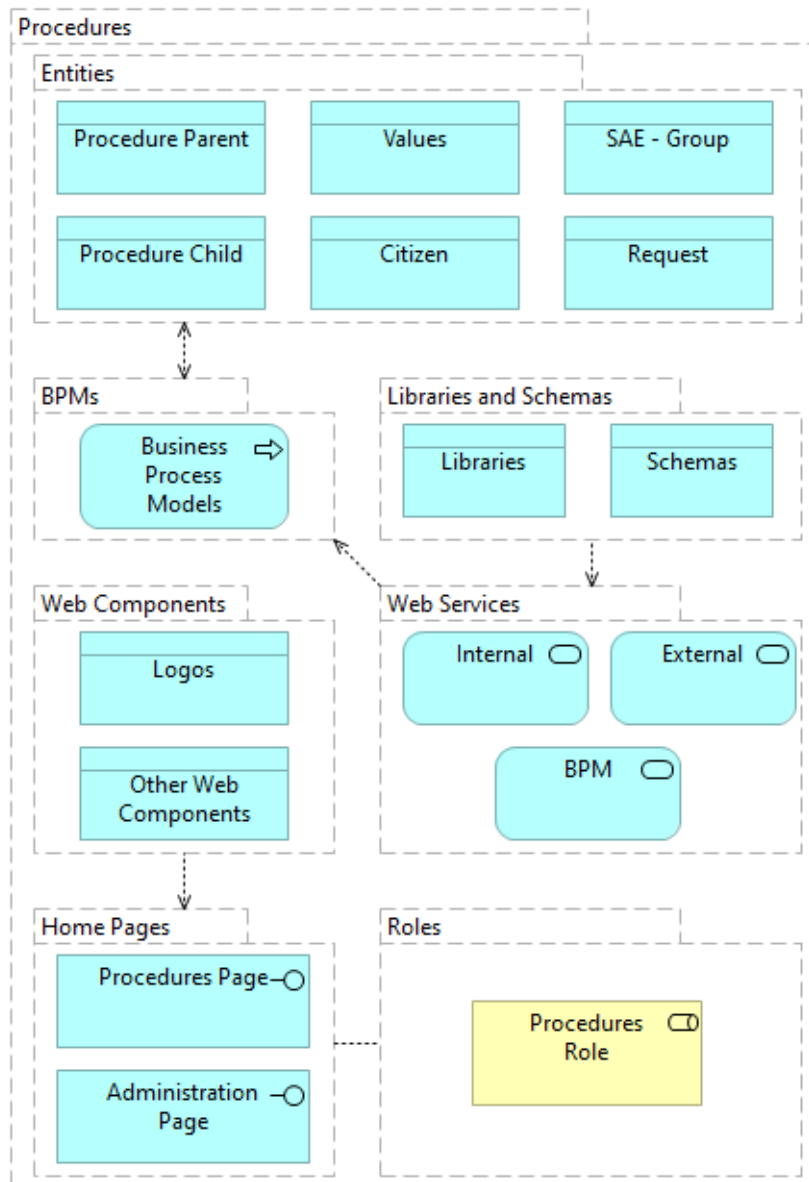 Procedures
Entities
Procedure Parent
Values
SAE - Group
Procedure Child
Citizen
Request
BPMs
Business
Process
Models
Libraries and Schemas
Libraries
Schemas
Web Components
Logos
Other Web
Components
Web Services
Internal
External
BPM
Home Pages
Procedures Page
Administration
Page
Roles
Procedures
Role